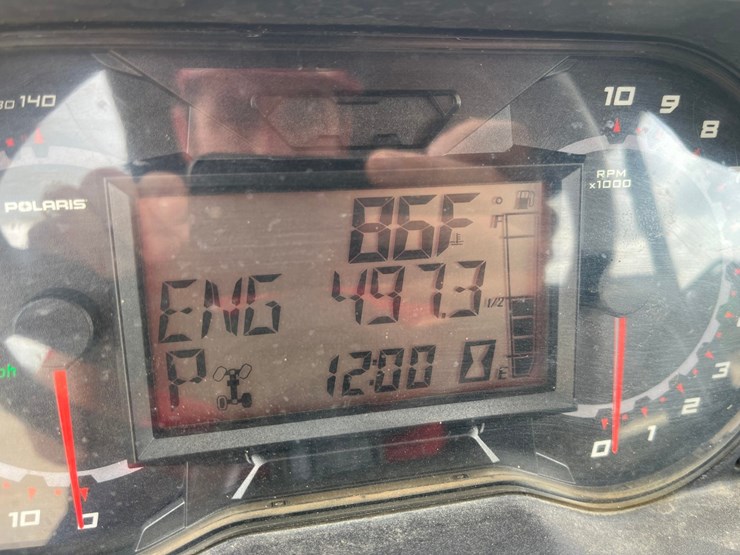 140
10 9
8
RPM
x1000
POLARIS
86F
F
ENG 497.3
1/2
P 12:00
E
3
2
1
0
10 0